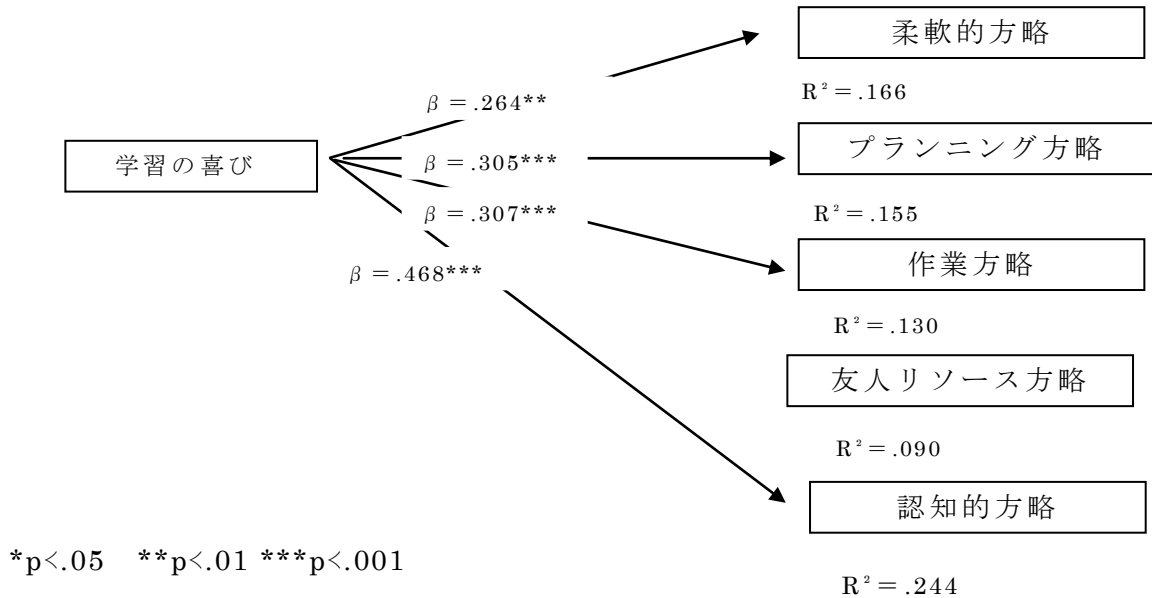 柔軟的方略
β=.264**
R²=.166
学習の喜び
β=.305***
プランニング方略
β=.307***
R²=.155
β=.468***
作業方略
R²=.130
友人リソース方略
R²=.090
認知的方略
*p<.05 **p<.01 ***p<.001
R²=.244